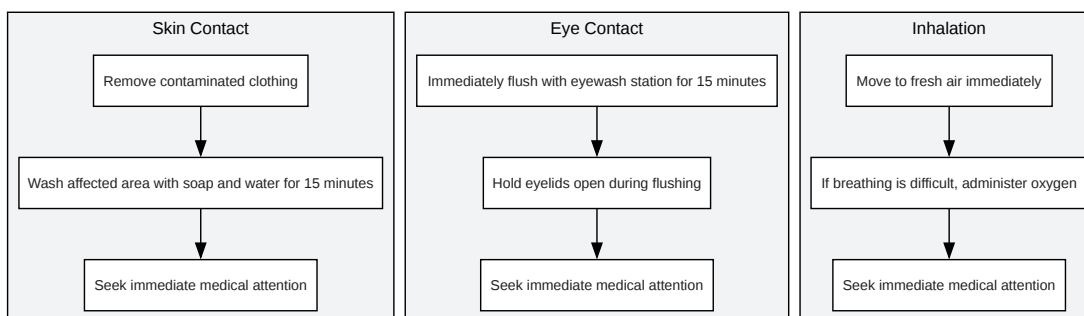 Skin Contact
Remove contaminated clothing
Wash affected area with soap and water for 15 minutes
Seek immediate medical attention
Eye Contact
Immediately flush with eyewash station for 15 minutes
Hold eyelids open during flushing
Seek immediate medical attention
Inhalation
Move to fresh air immediately
If breathing is difficult, administer oxygen
Seek immediate medical attention